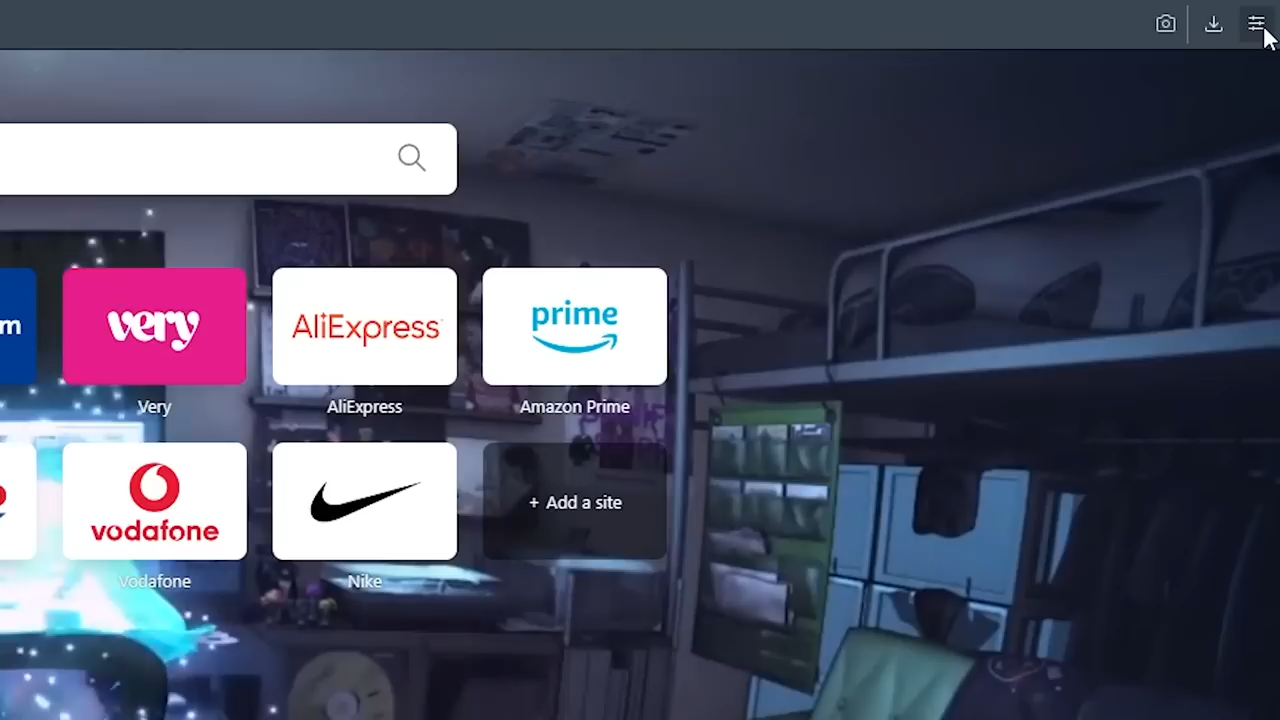 m
very
AliExpress
prime
Very
AliExpress
Amazon Prime
vodafone
+ Add a site
Vodafone
Nike